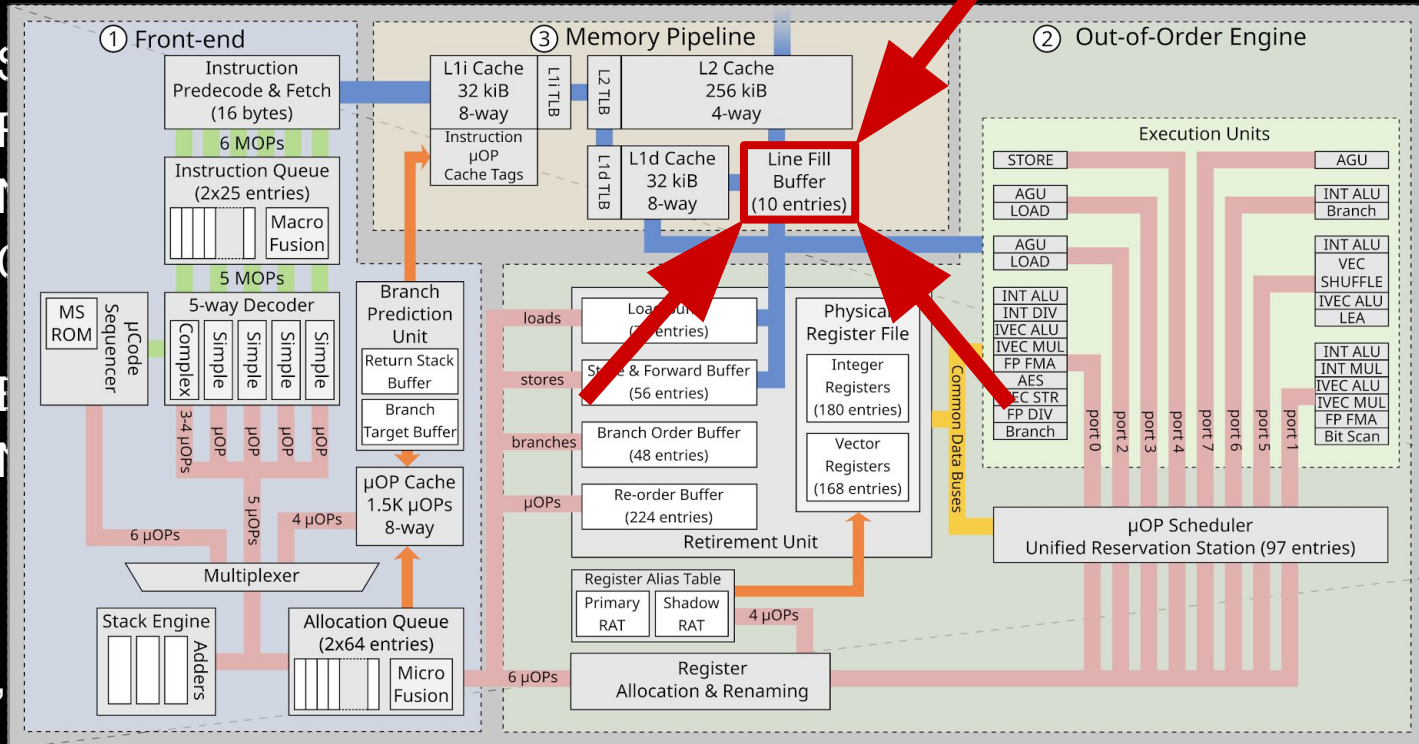 ① Front-end
Instruction
Predecode & Fetch
(16 bytes)
6 MOPs
Instruction Queue
(2x25 entries)
Macro
Fusion
5 MOPs
5-way Decoder
Complex
Simple
Simple
Simple
Simple
MS
ROM
µCode
Sequencer
3-4 µOPs
µOP
µOP
µOP
µOP
5 µOPs
6 µOPs
4 µOPs
Branch
Prediction
Unit
Return Stack
Buffer
Branch
Target Buffer
µOP Cache
1.5K µOPs
8-way
Multiplexer
Stack Engine
Adders
Allocation Queue
(2x64 entries)
Micro
Fusion
③ Memory Pipeline
L1i Cache
32 kiB
8-way
L1i TLB
Instruction
µOP
Cache Tags
L2 TLB
L2 Cache
256 kiB
4-way
L1d TLB
L1d Cache
32 kiB
8-way
Line Fill
Buffer
(10 entries)
② Out-of-Order Engine
Execution Units
STORE
AGU
LOAD
AGU
LOAD
INT ALU
INT DIV
IVEC ALU
IVEC MUL
FP FMA
AES
STR
FP DIV
Branch
AGU
INT ALU
Branch
INT ALU
VEC
SHUFFLE
IVEC ALU
LEA
INT ALU
INT MUL
IVEC ALU
IVEC MUL
FP FMA
Bit Scan
port 0
port 2
port 3
port 4
port 7
port 6
port 5
port 1
Common Data Buses
µOP Scheduler
Unified Reservation Station (97 entries)
loads
stores
branches
µOPs
entries)
& Forward Buffer
(56 entries)
Branch Order Buffer
(48 entries)
Re-order Buffer
(224 entries)
Physical
Register File
Integer
Registers
(180 entries)
Vector
Registers
(168 entries)
Retirement Unit
Register Alias Table
Primary
RAT
Shadow
RAT
4 µOPs
6 µOPs
Register
Allocation & Renaming